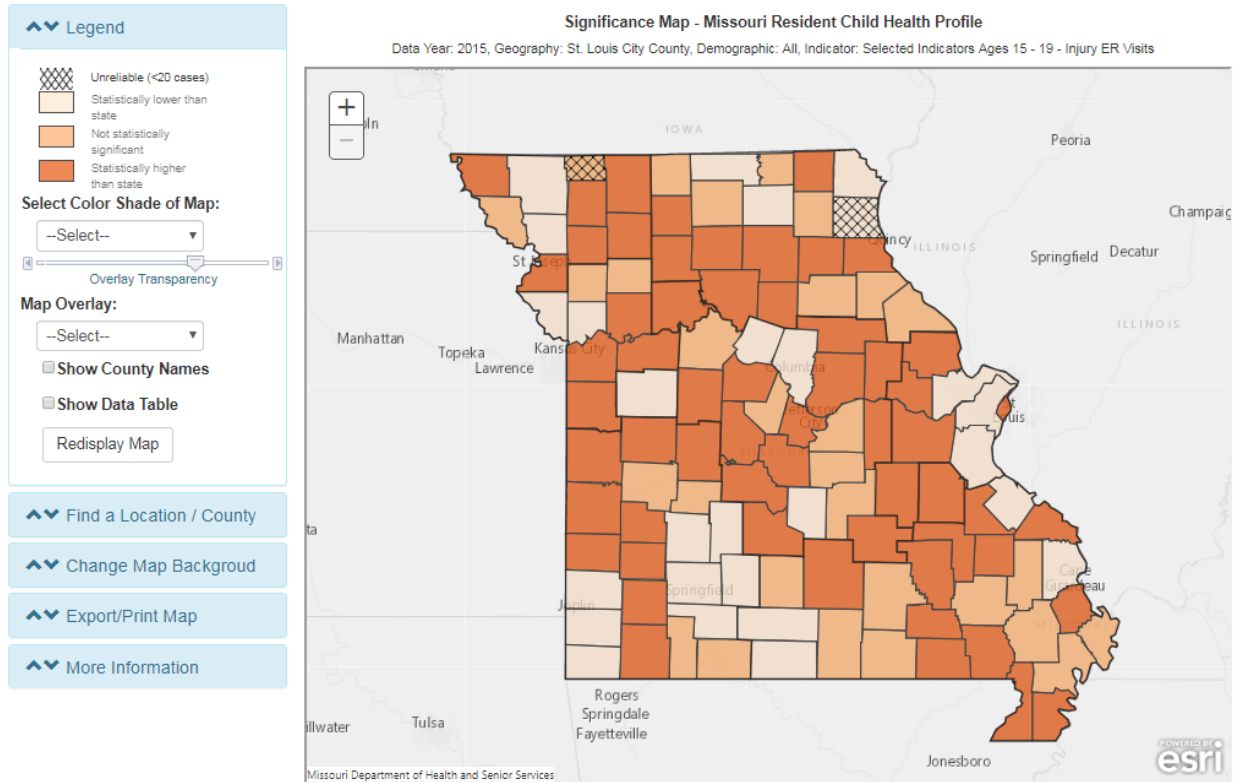 Legend
Unreliable (<20 cases)
Statistically lower than
state
Not statistically
significant
Statistically higher
than state
Select Color Shade of Map:
--Select--
Overlay Transparency
Map Overlay:
--Select--
Show County Names
Show Data Table
Redisplay Map
Find a Location / County
Change Map Backgroud
Export/Print Map
More Information
Significance Map - Missouri Resident Child Health Profile
Data Year: 2015, Geography: St. Louis City County, Demographic: All, Indicator: Selected Indicators Ages 15 - 19 - Injury ER Visits
+
−
IOWA
Peoria
Champaig
Quincy
ILLINOIS
Springfield
Decatur
St Joseph
ILLINOIS
Manhattan
Topeka
Lawrence
Kansas City
Columbia
Jefferson
City
St
Louis
MISSOURI
ta
Springfield
Joplin
Cape
Girardeau
Rogers
Springdale
Fayetteville
illwater
Tulsa
Jonesboro
POWERED BY
esri
Missouri Department of Health and Senior Services